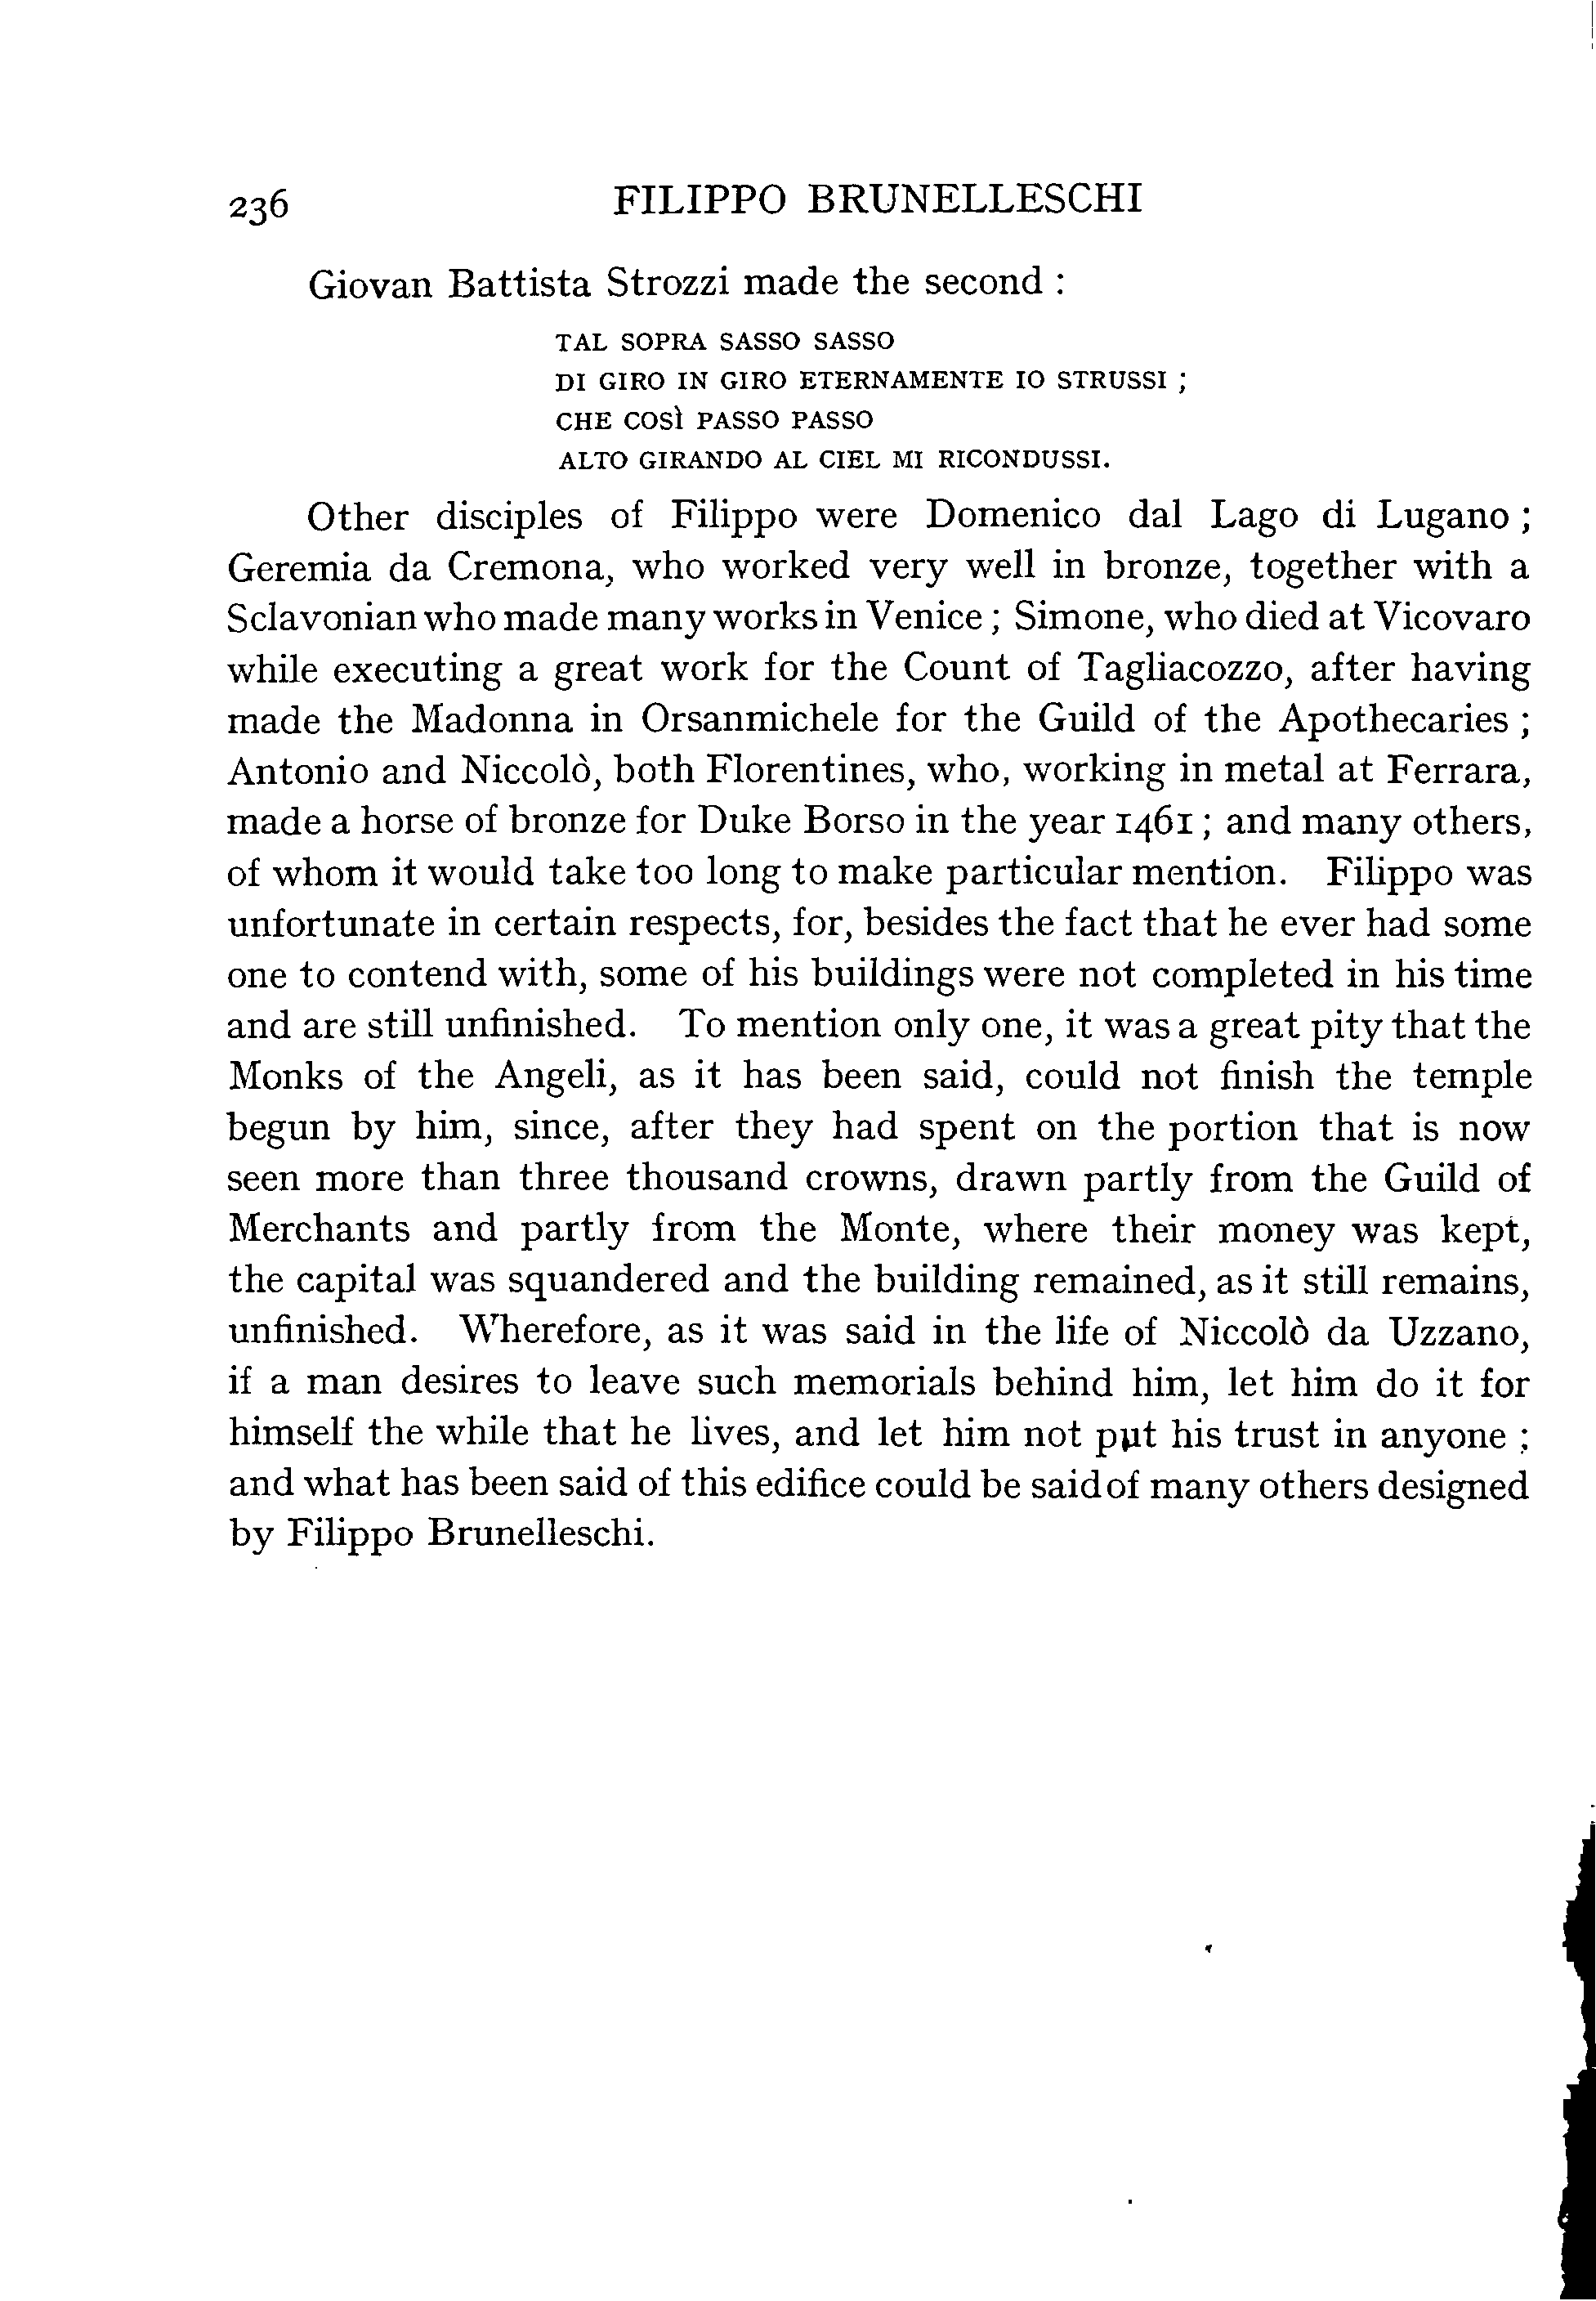 236 FILIPPO BRUNELLESCHI
Giovan Battista Strozzi made the second :
TAL SOPRA SASSO SASSO
DI GIRO IN GIRO ETERNAMENTE IO STRUSSI ;
CHE COSÌ PASSO PASSO
ALTO GIRANDO AL CIEL MI RICONDUSSI.
Other disciples of Filippo were Domenico dal Lago di Lugano ;
Geremia da Cremona, who worked very well in bronze, together with a
Sclavonian who made many works in Venice ; Simone, who died at Vicovaro
while executing a great work for the Count of Tagliacozzo, after having
made the Madonna in Orsanmichele for the Guild of the Apothecaries ;
Antonio and Niccolò, both Florentines, who, working in metal at Ferrara,
made a horse of bronze for Duke Borso in the year 1461 ; and many others,
of whom it would take too long to make particular mention. Filippo was
unfortunate in certain respects, for, besides the fact that he ever had some
one to contend with, some of his buildings were not completed in his time
and are still unfinished. To mention only one, it was a great pity that the
Monks of the Angeli, as it has been said, could not finish the temple
begun by him, since, after they had spent on the portion that is now
seen more than three thousand crowns, drawn partly from the Guild of
Merchants and partly from the Monte, where their money was kept,
the capital was squandered and the building remained, as it still remains,
unfinished. Wherefore, as it was said in the life of Niccolò da Uzzano,
if a man desires to leave such memorials behind him, let him do it for
himself the while that he lives, and let him not put his trust in anyone ;
and what has been said of this edifice could be said of many others designed
by Filippo Brunelleschi.